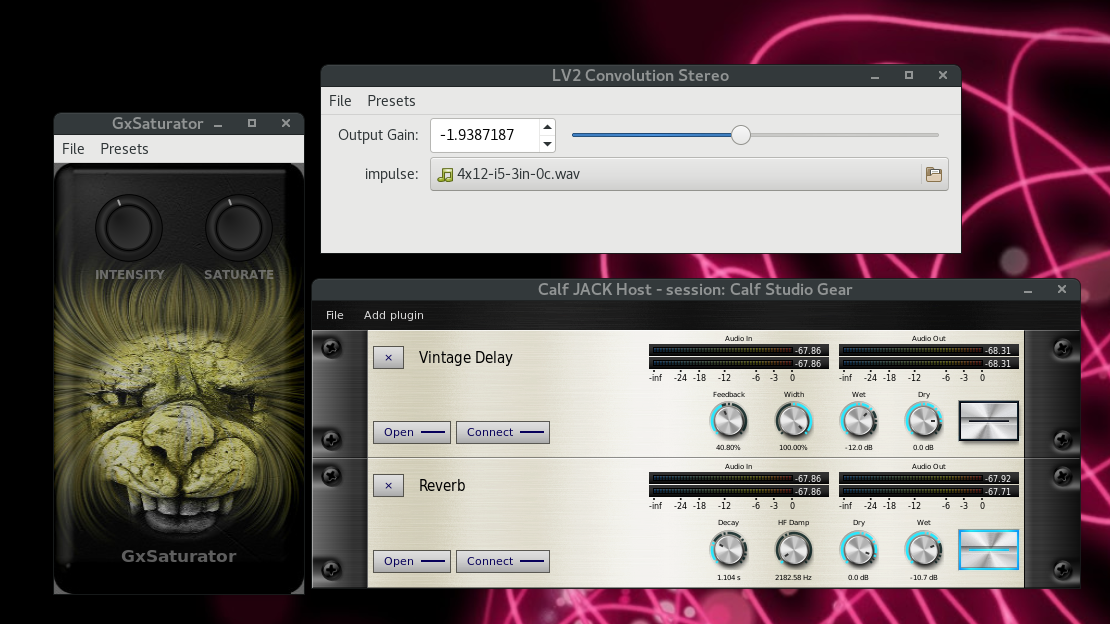 LV2 Convolution Stereo
File Presets
Output Gain: -1.9387187
impulse: 4x12-i5-3in-0c.wav
GxSaturator
File Presets
INTENSITY SATURATE
GxSaturator
Calf JACK Host - session: Calf Studio Gear
File Add plugin
× Vintage Delay
Audio In Audio Out
-67.86 -68.31
-67.86 -68.31
-inf -24 -18 -12 -6 -3 0 -inf -24 -18 -12 -6 -3 0
Feedback Width Wet Dry
Open Connect
40.80% 100.00% -12.0 dB 0.0 dB
× Reverb
Audio In Audio Out
-67.86 -67.92
-67.86 -67.71
-inf -24 -18 -12 -6 -3 0 -inf -24 -18 -12 -6 -3 0
Decay HF Damp Dry Wet
Open Connect
1.104 s 2182.58 Hz 0.0 dB -10.7 dB